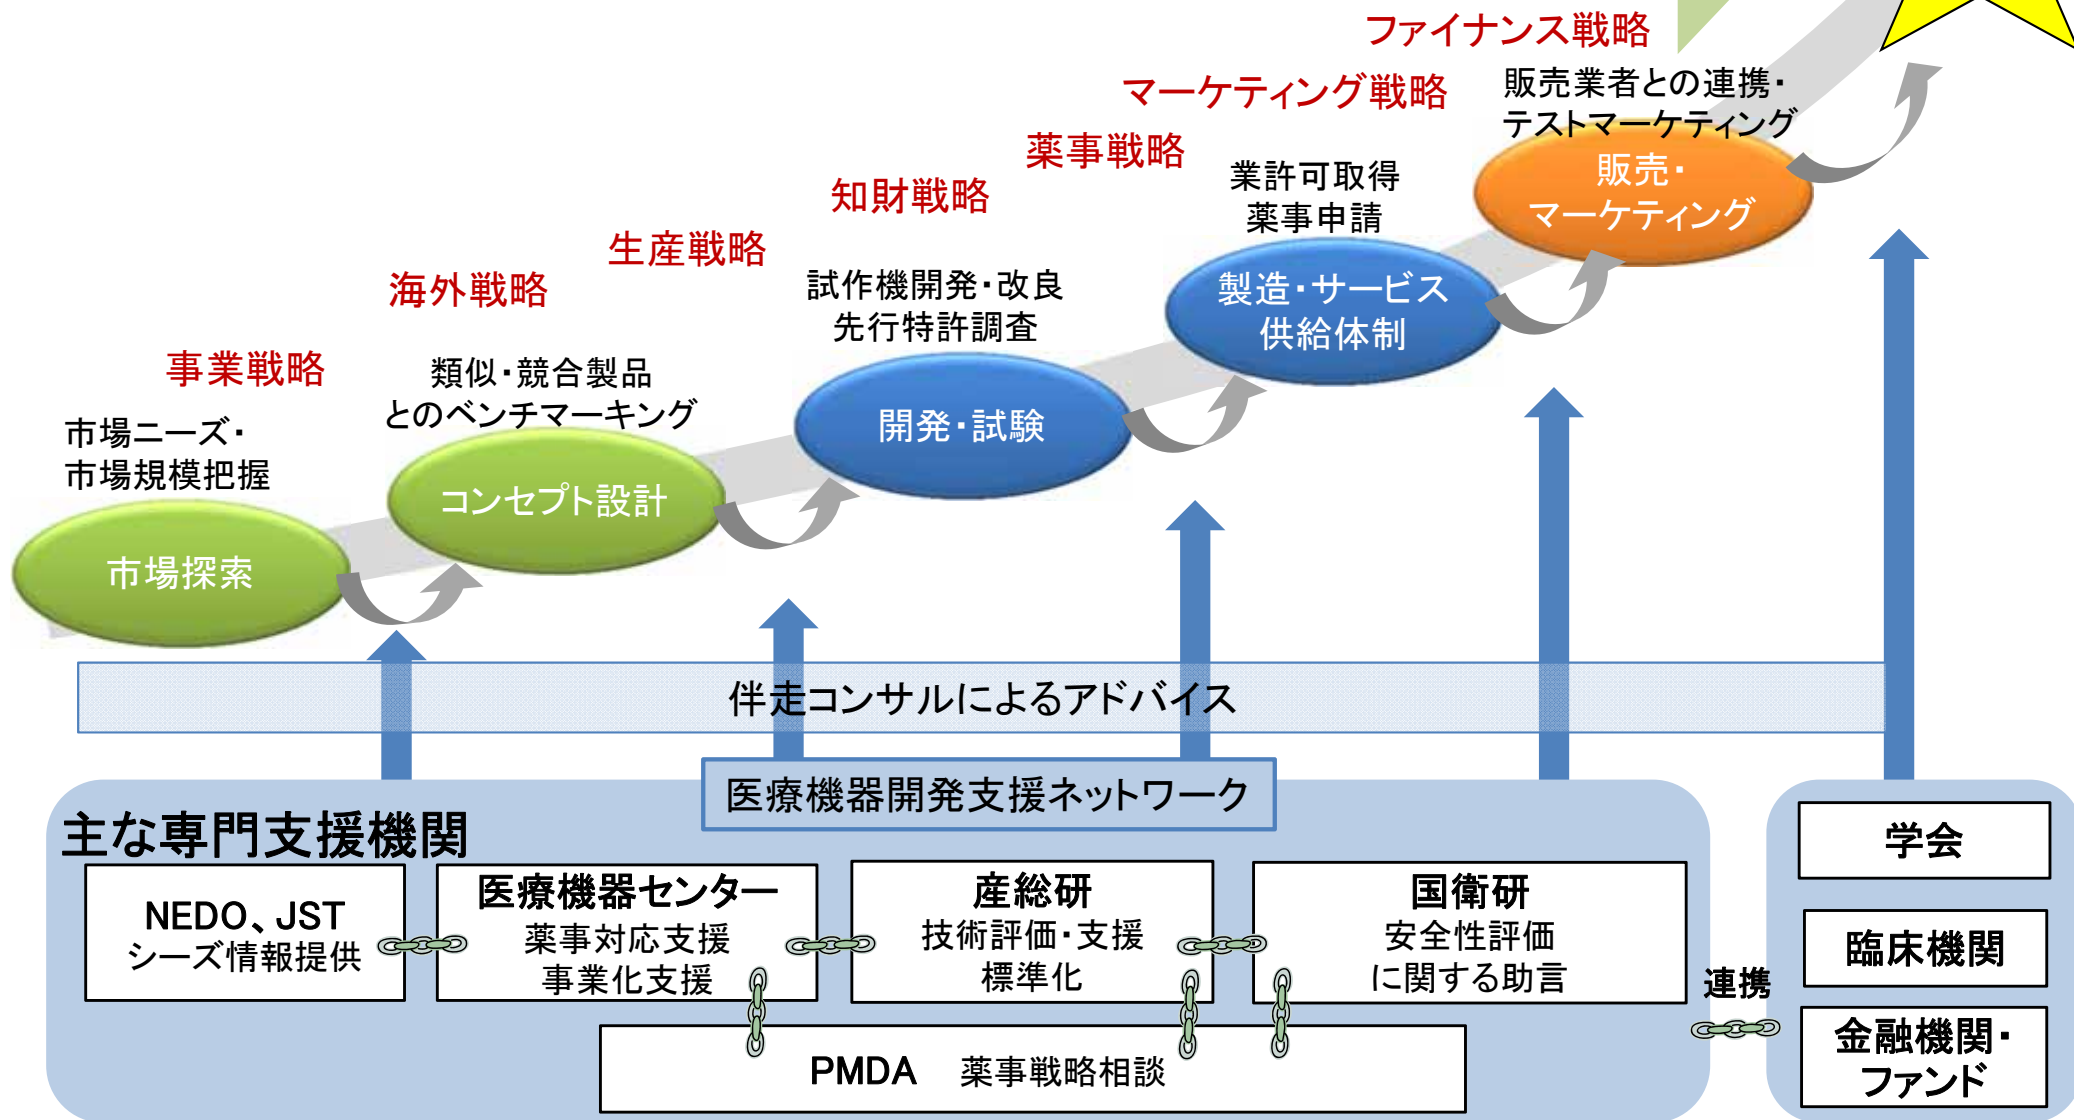 ファイナンス戦略
マーケティング戦略
薬事戦略
知財戦略
生産戦略
海外戦略
事業戦略
市場ニーズ・
市場規模把握
市場探索
類似・競合製品
とのベンチマーキング
コンセプト設計
試作機開発・改良
先行特許調査
開発・試験
業許可取得
薬事申請
製造・サービス
供給体制
販売業者との連携・
テストマーケティング
販売・
マーケティング
伴走コンサルによるアドバイス
医療機器開発支援ネットワーク
主な専門支援機関
NEDO、JST
シーズ情報提供
医療機器センター
薬事対応支援
事業化支援
産総研
技術評価・支援
標準化
国衛研
安全性評価
に関する助言
PMDA 薬事戦略相談
連携
学会
臨床機関
金融機関・
ファンド